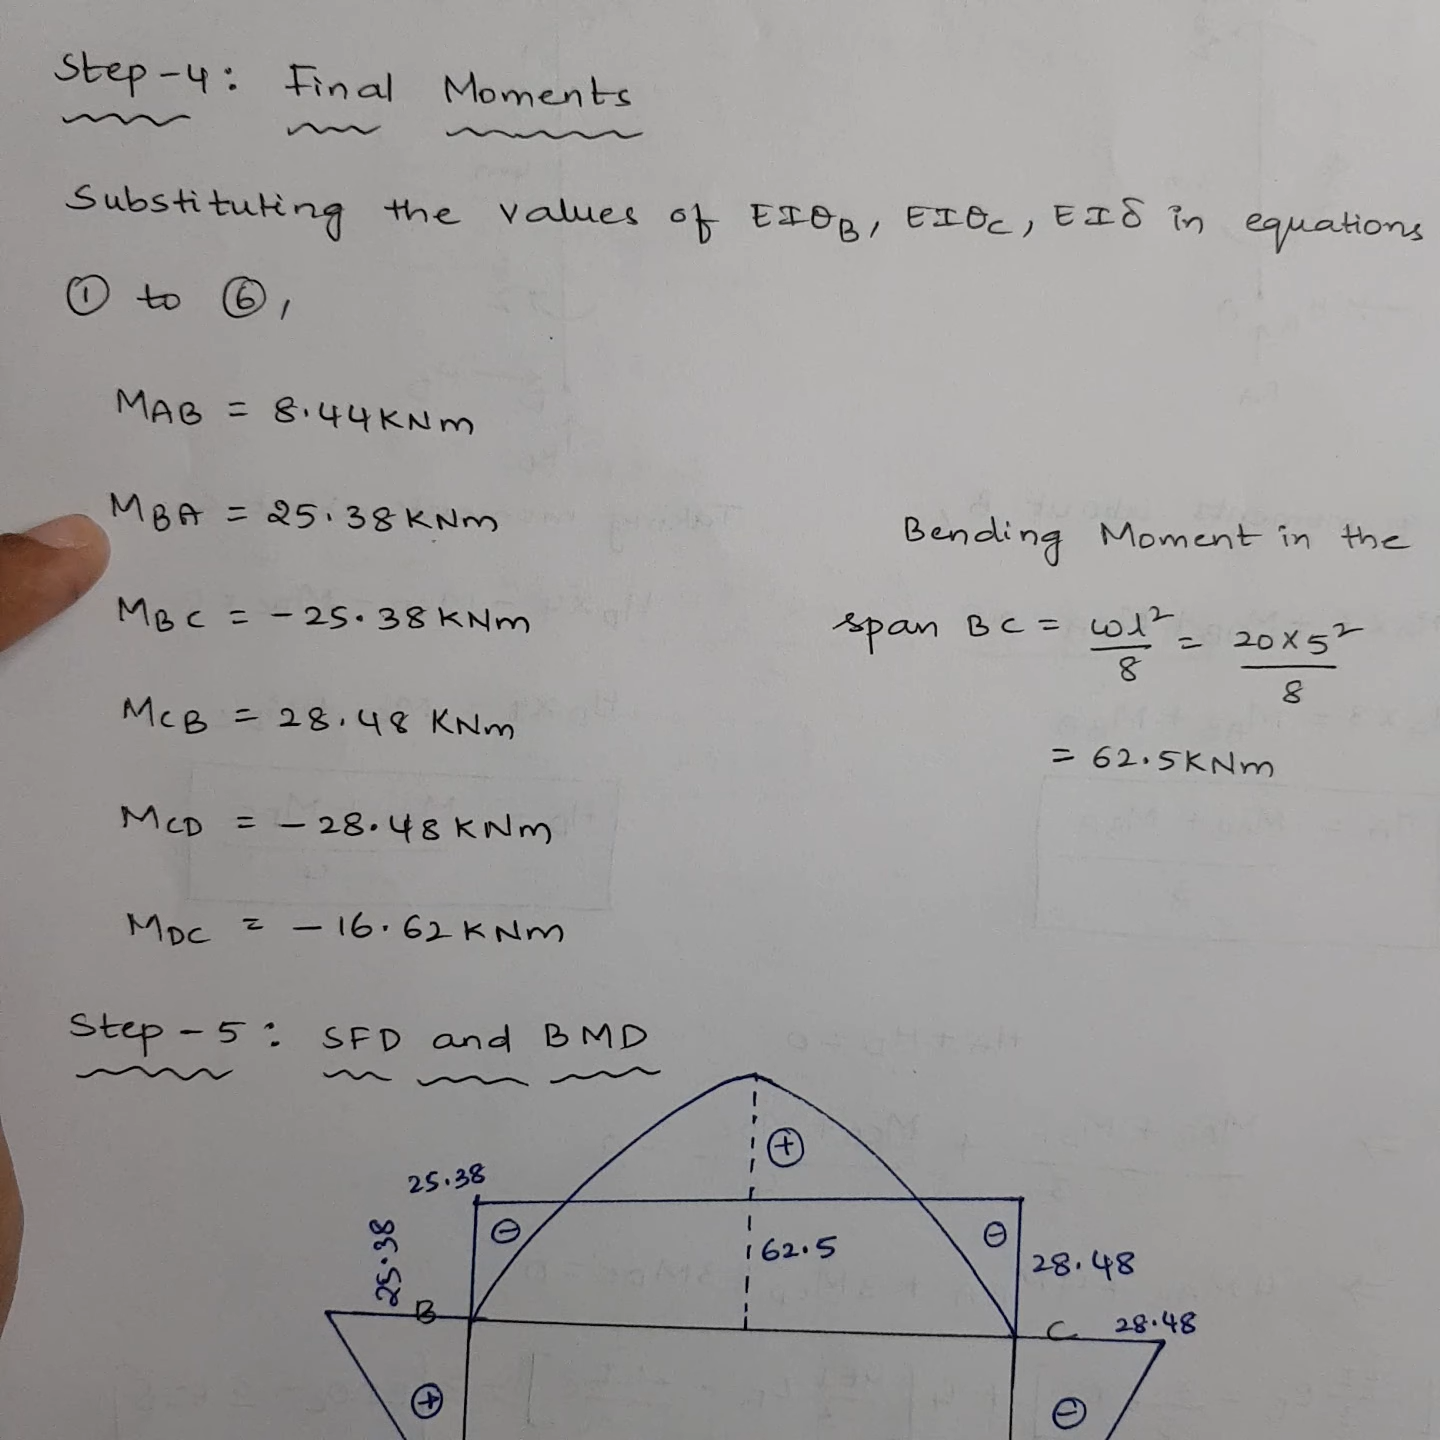 Step-4: Final Moments
Substituting the values of EIθB, EIθC, EIδ in equations
① to ⑥,
MAB = 8.44KNm
MBA = 25.38KNm
MBC = -25.38KNm
MCB = 28.48 KNm
MCD = -28.48KNm
MDC = -16.62KNm
Bending Moment in the
span BC = ωl²/8 = 20×5²/8
= 62.5KNm
Step-5: SFD and BMD
⊕
25.38
⊖
⊖
25.38
62.5
28.48
B
C 28.48
⊕
⊖